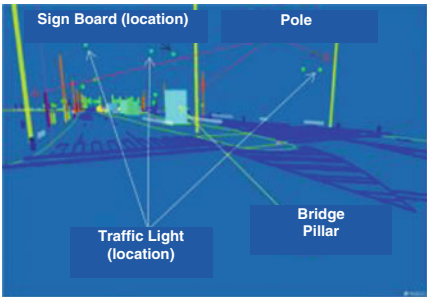 Sign Board (location)
Pole
Bridge
Pillar
Traffic Light
(location)